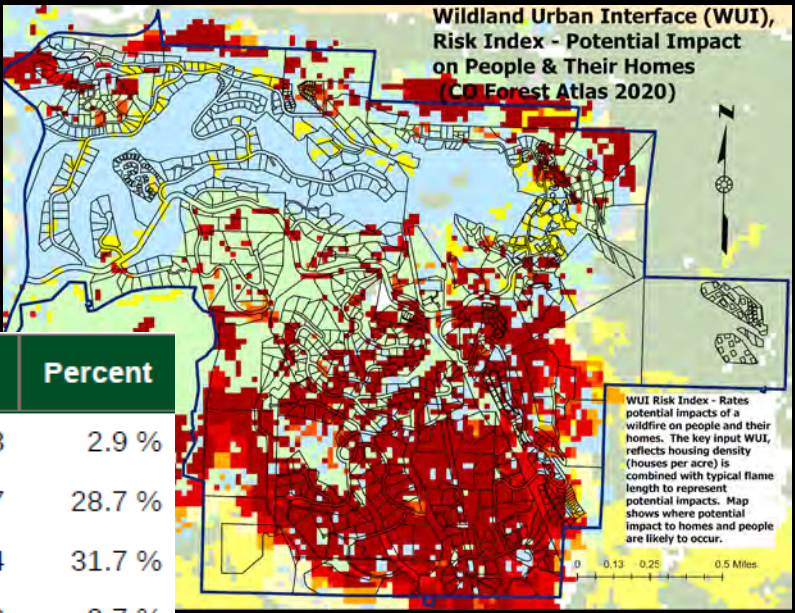 Wildland Urban Interface (WUI),
Risk Index - Potential Impact
on People & Their Homes
(CO Forest Atlas 2020)
N
Percent
2.9 %
28.7 %
31.7 %
WUI Risk Index - Rates
potential impacts of a
wildfire on people and their
homes. The key input WUI,
reflects housing density
(houses per acre) is
combined with typical flame
length to represent
potential impacts. Map
shows where potential
impact to homes and people
are likely to occur.
0 0.13 0.25 0.5 Miles